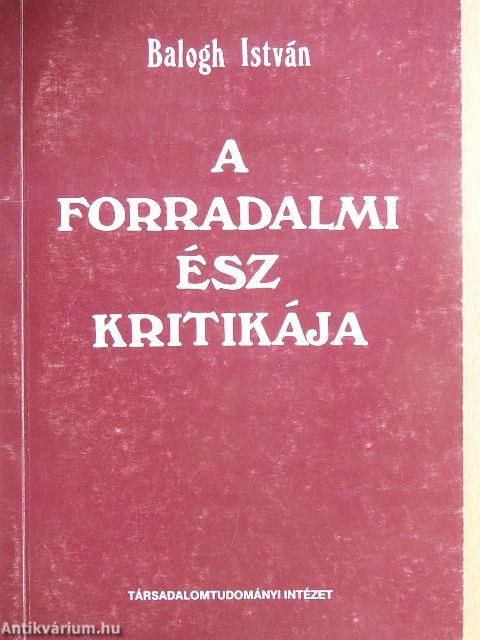 Balogh István
A
FORRADALMI
ÉSZ
KRITIKÁJA
TÁRSADALOMTUDOMÁNYI INTÉZET
Antikvárium.hu